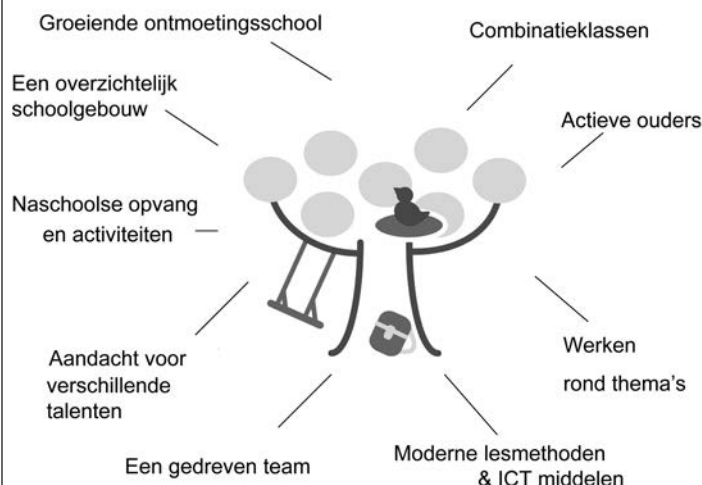 Groeiende ontmoetingsschool
Combinatieklassen
Een overzichtelijk
schoolgebouw
Actieve ouders
Naschoolse opvang
en activiteiten
Aandacht voor
verschillende
talenten
Werken
rond thema's
Een gedreven team
Moderne lesmethoden
& ICT middelen